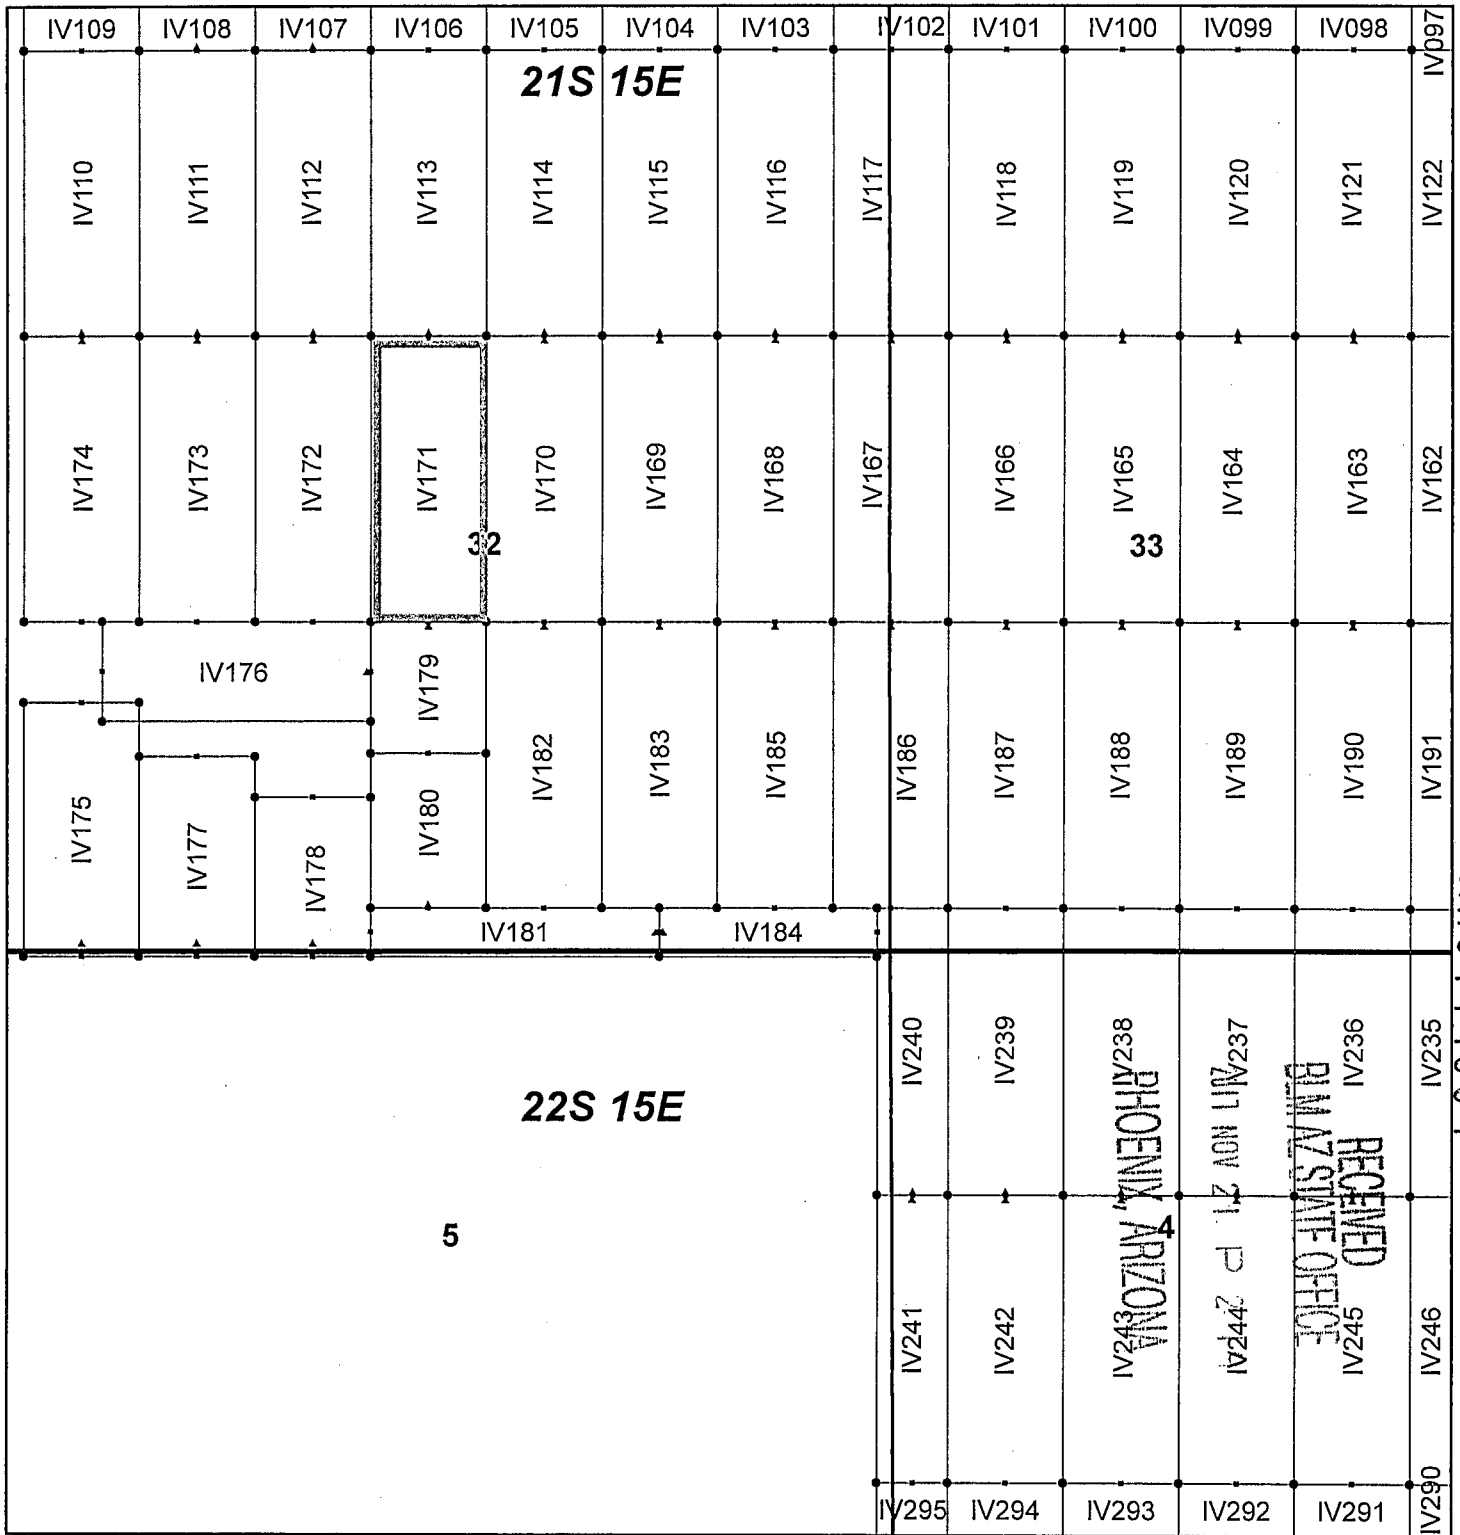 IV109 IV108 IV107 IV106 IV105 IV104 IV103 IV102 IV101 IV100 IV099 IV098 IV097
21S 15E
IV110 IV111 IV112 IV113 IV114 IV115 IV116 IV117 IV118 IV119 IV120 IV121 IV122
IV174 IV173 IV172 IV171 IV170 IV169 IV168 IV167 IV166 IV165 IV164 IV163 IV162
32 33
IV176 IV179
IV175 IV177 IV178 IV180 IV182 IV183 IV185 IV186 IV187 IV188 IV189 IV190 IV191
IV181 IV184
IV240 IV239 IV238 IV237 IV236 IV235
22S 15E
5 4
IV241 IV242 IV243 IV244 IV245 IV246
IV295 IV294 IV293 IV292 IV291 IV290
RECEIVED
BLM AZ STATE OFFICE
NOV 21 P
PHOENIX, ARIZONA